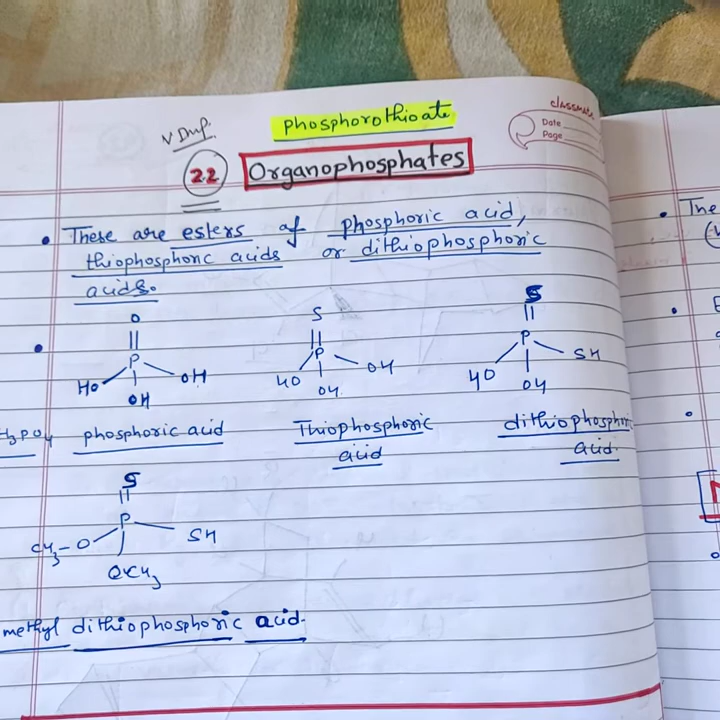 classmate
Phosphorothioate
Date
Page
V Imp.
22 Organophosphates
• These are esters of phosphoric acid,
thiophosphoric acids or dithiophosphoric
acids.
O
||
P
HO OH
OH
S
||
P
HO OH
OH
S
||
P
HO SH
OH
H3PO4 phosphoric acid
Thiophosphoric
acid
dithiophosphoric
acid.
S
||
P
CH3-O SH
OCH3
methyl dithiophosphoric acid.
The